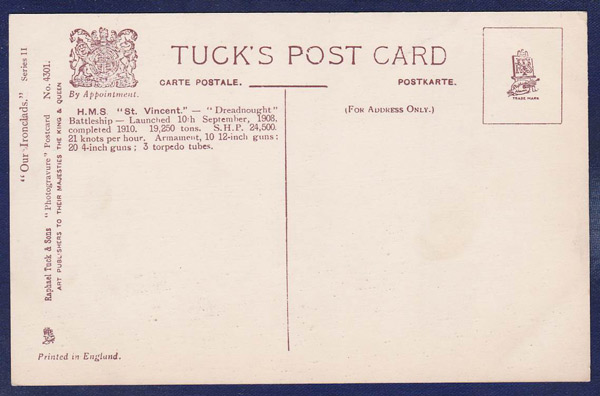 "Our Ironclads." Series II
Raphael Tuck & Sons "Photogravure" Postcard No. 4301.
ART PUBLISHERS TO THEIR MAJESTIES THE KING & QUEEN
By Appointment.
TUCK'S POST CARD
CARTE POSTALE.
POSTKARTE.
TRADE MARK
H.M.S. "St. Vincent." — "Dreadnought"
Battleship — Launched 10th September, 1908,
completed 1910. 19,250 tons. S.H.P. 24,500.
21 knots per hour. Armament, 10 12-inch guns;
20 4-inch guns; 3 torpedo tubes.
(For Address Only.)
Printed in England.